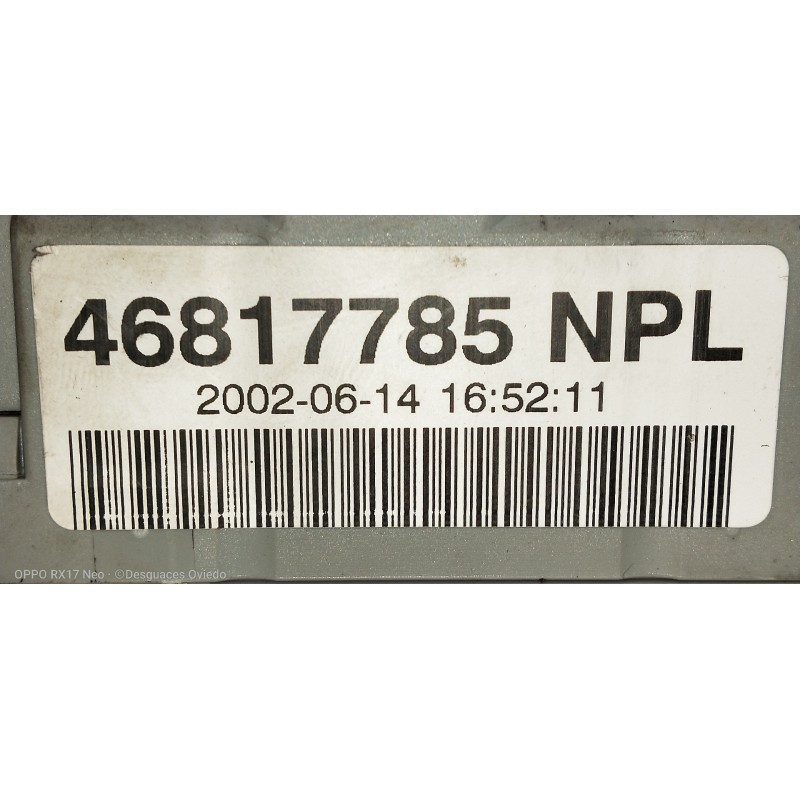 46817785 NPL
2002-06-14 16:52:11
OPPO RX17 Neo · ©Desguaces Oviedo